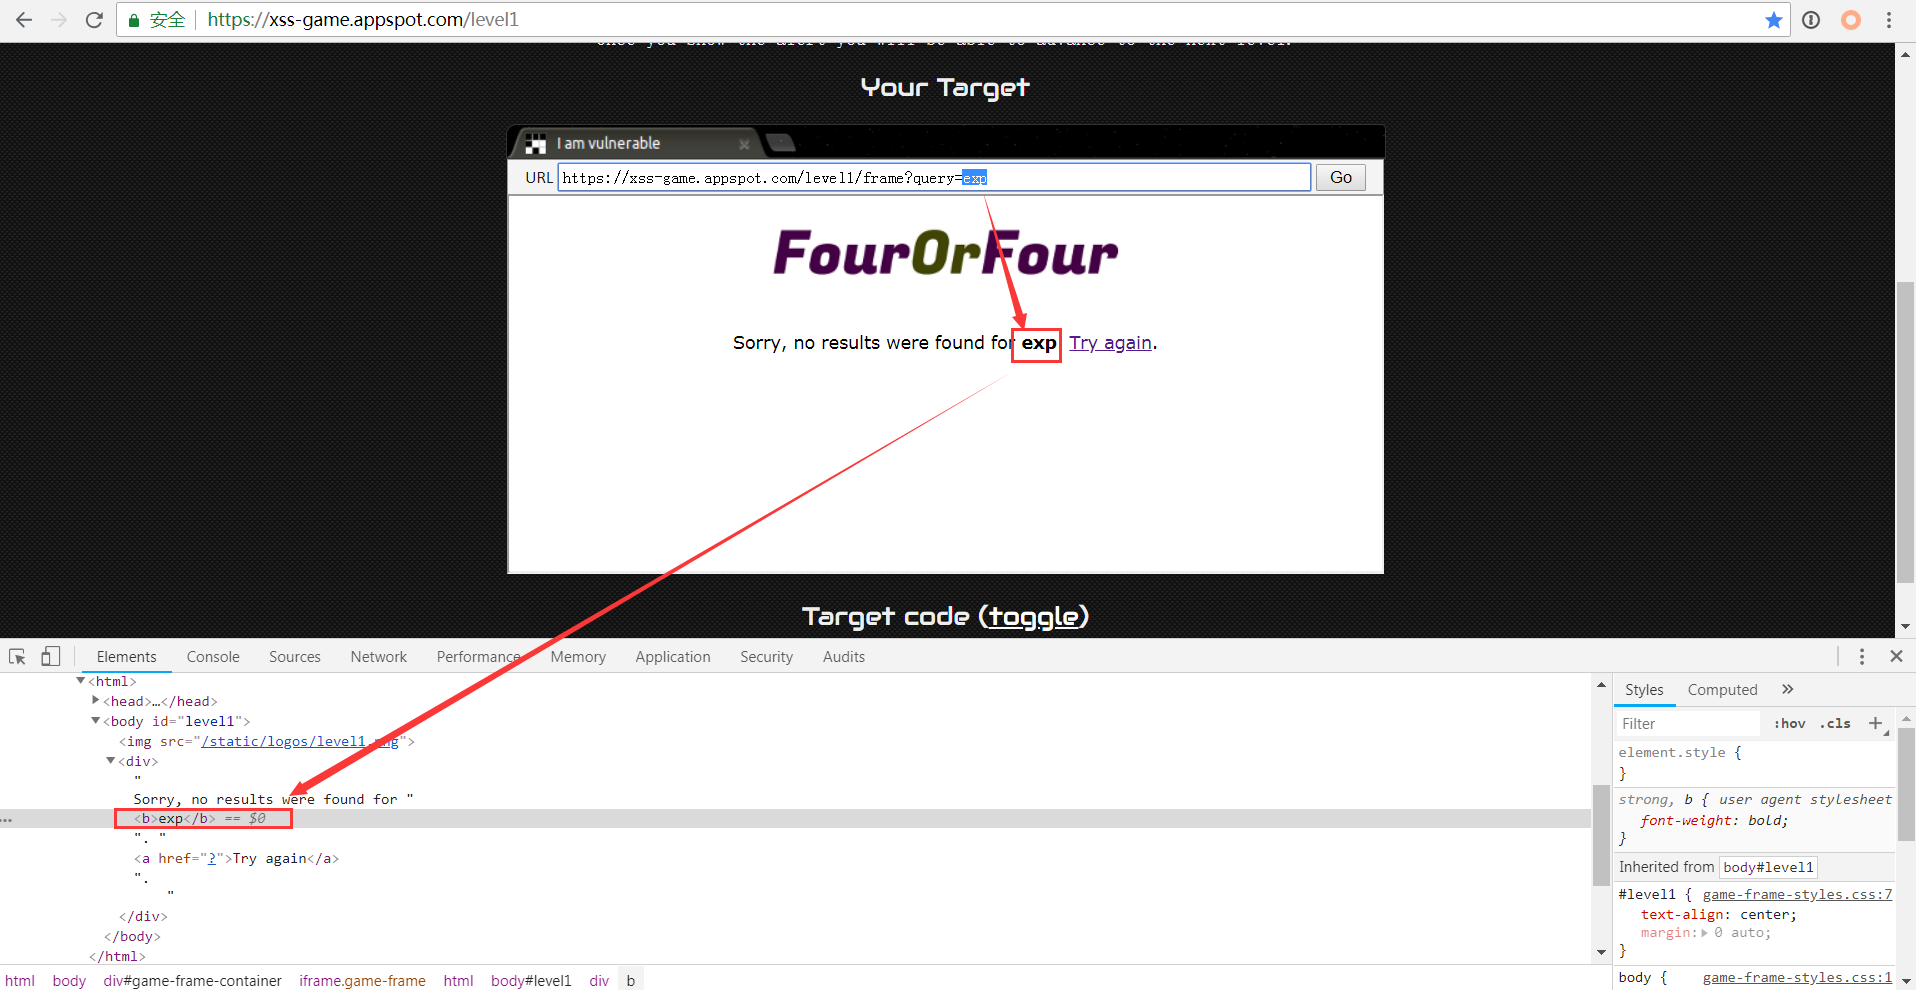 安全 https://xss-game.appspot.com/level1
once you show the alert you will be able to advance to the next level.
Your Target
I am vulnerable
URL https://xss-game.appspot.com/level1/frame?query=exp Go
FourOrFour
Sorry, no results were found for exp Try again.
Target code (toggle)
Elements Console Sources Network Performance Memory Application Security Audits
<html>
<head>…</head>
<body id="level1">
<img src="/static/logos/level1.png">
<div>
"
Sorry, no results were found for "
<b>exp</b> == $0
". "
<a href="?">Try again</a>
".
"
</div>
</body>
</html>
html body div#game-frame-container iframe.game-frame html body#level1 div b
Styles Computed »
Filter :hov .cls +
element.style {
}
strong, b { user agent stylesheet
font-weight: bold;
}
Inherited from body#level1
#level1 { game-frame-styles.css:7
text-align: center;
margin: 0 auto;
}
body { game-frame-styles.css:1